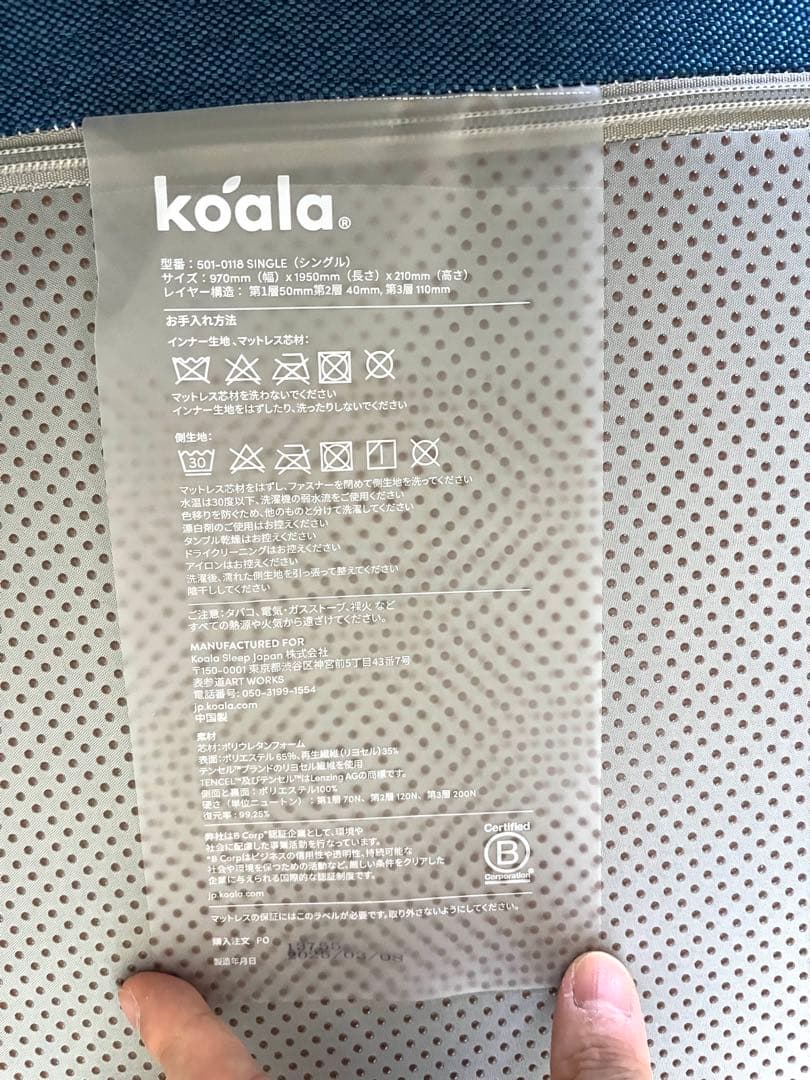 koala®
型番：501-0118 SINGLE（シングル）
サイズ：970mm（幅）x 1950mm（長さ）x 210mm（高さ）
レイヤー構造： 第1層50mm第2層 40mm, 第3層 110mm
お手入れ方法
インナー生地、マットレス芯材：
マットレス芯材を洗わないでください
インナー生地をはずしたり、洗ったりしないでください
側生地：
30
マットレス芯材をはずし、ファスナーを閉めて側生地を洗ってください
水温は30度以下、洗濯機の弱水流をご使用ください
色移りを防ぐため、他のものと分けて洗濯してください
漂白剤のご使用はお控えください
タンブル乾燥はお控えください
ドライクリーニングはお控えください
アイロンはお控えください
洗濯後、濡れた側生地を引っ張って整えてください
陰干ししてください
ご注意：タバコ、電気・ガスストーブ、裸火 など
すべての熱源や火気から遠ざけてください。
MANUFACTURED FOR
Koala Sleep Japan 株式会社
〒150-0001 東京都渋谷区神宮前5丁目43番7号
表参道ART WORKS
電話番号: 050-3199-1554
jp.koala.com
中国製
素材
芯材：ポリウレタンフォーム
表面：ポリエステル 65%、再生繊維（リヨセル）35%
テンセル™ブランドのリヨセル繊維を使用
TENCEL™及びテンセル™はLenzing AGの商標です。
側面と裏面：ポリエステル100%
硬さ（単位ニュートン）：第1層 70N、第2層 120N、第3層 200N
復元率：99.25%
弊社はB Corp*認証企業として、環境や
社会に配慮した事業活動を行なっています。
*B Corpはビジネスの信用性や透明性、持続可能な
社会や環境を保つための活動など、厳しい条件をクリアした
企業に与えられる国際的な認証制度です。
jp.koala.com
Certified
B
Corporation®
マットレスの保証にはこのラベルが必要です。取り外さないようにしてください。
購入注文 PO
製造年月日